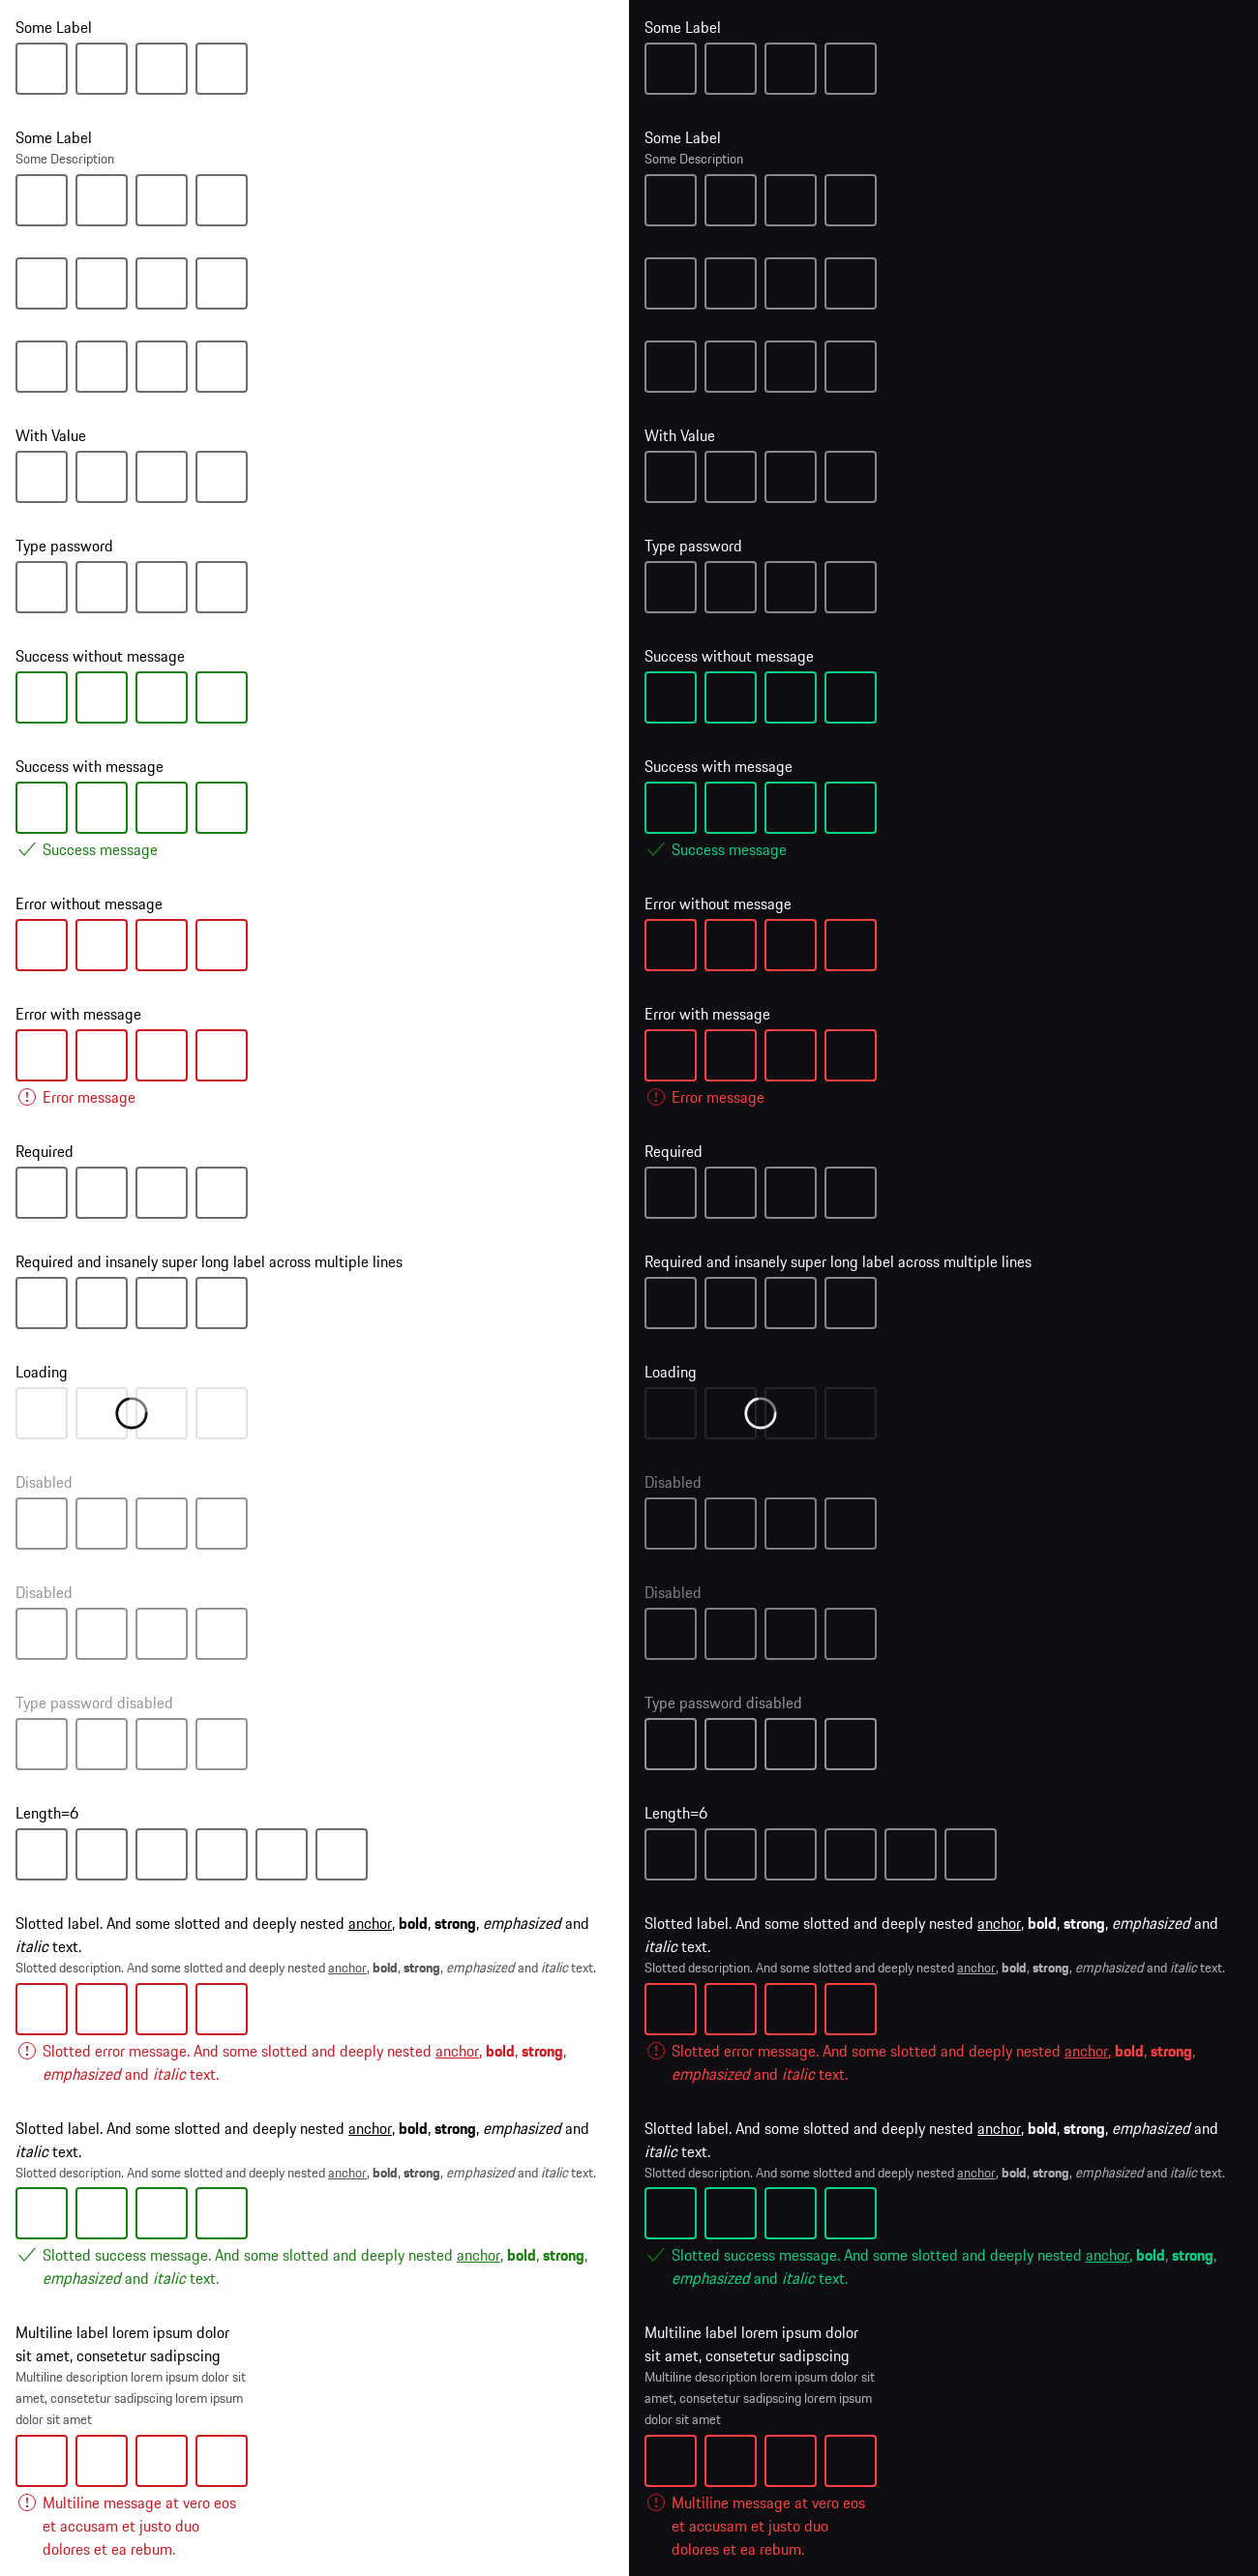 Some Label
Some Label
Some Description
With Value
Type password
Success without message
Success with message
Success message
Error without message
Error with message
Error message
Required
Required and insanely super long label across multiple lines
Loading
Disabled
Disabled
Type password disabled
Length=6
Slotted label. And some slotted and deeply nested anchor, bold, strong, emphasized and
italic text.
Slotted description. And some slotted and deeply nested anchor, bold, strong, emphasized and italic text.
Slotted error message. And some slotted and deeply nested anchor, bold, strong,
emphasized and italic text.
Slotted label. And some slotted and deeply nested anchor, bold, strong, emphasized and
italic text.
Slotted description. And some slotted and deeply nested anchor, bold, strong, emphasized and italic text.
Slotted success message. And some slotted and deeply nested anchor, bold, strong,
emphasized and italic text.
Multiline label lorem ipsum dolor
sit amet, consetetur sadipscing
Multiline description lorem ipsum dolor sit
amet, consetetur sadipscing lorem ipsum
dolor sit amet
Multiline message at vero eos
et accusam et justo duo
dolores et ea rebum.
Some Label
Some Label
Some Description
With Value
Type password
Success without message
Success with message
Success message
Error without message
Error with message
Error message
Required
Required and insanely super long label across multiple lines
Loading
Disabled
Disabled
Type password disabled
Length=6
Slotted label. And some slotted and deeply nested anchor, bold, strong, emphasized and
italic text.
Slotted description. And some slotted and deeply nested anchor, bold, strong, emphasized and italic text.
Slotted error message. And some slotted and deeply nested anchor, bold, strong,
emphasized and italic text.
Slotted label. And some slotted and deeply nested anchor, bold, strong, emphasized and
italic text.
Slotted description. And some slotted and deeply nested anchor, bold, strong, emphasized and italic text.
Slotted success message. And some slotted and deeply nested anchor, bold, strong,
emphasized and italic text.
Multiline label lorem ipsum dolor
sit amet, consetetur sadipscing
Multiline description lorem ipsum dolor sit
amet, consetetur sadipscing lorem ipsum
dolor sit amet
Multiline message at vero eos
et accusam et justo duo
dolores et ea rebum.